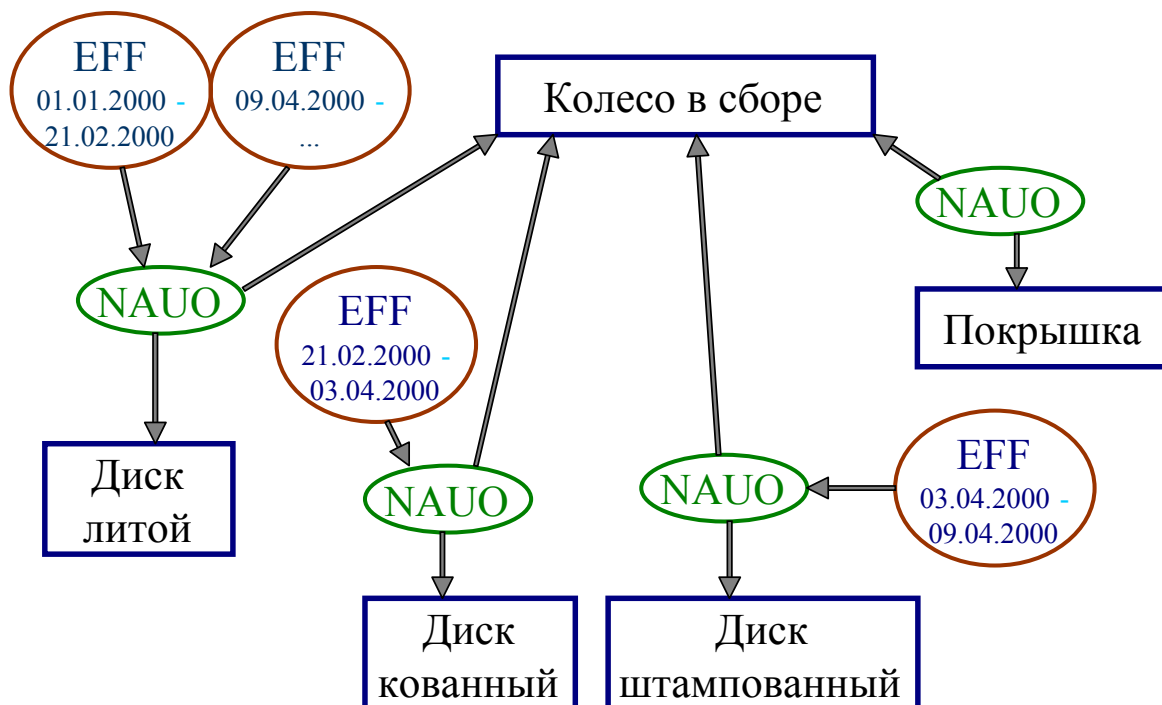 EFF
01.01.2000 -
21.02.2000
EFF
09.04.2000 -
...
Колесо в сборе
NAUO
Покрышка
NAUO
EFF
21.02.2000 -
03.04.2000
Диск
литой
NAUO
NAUO
EFF
03.04.2000 -
09.04.2000
Диск
кованный
Диск
штампованный